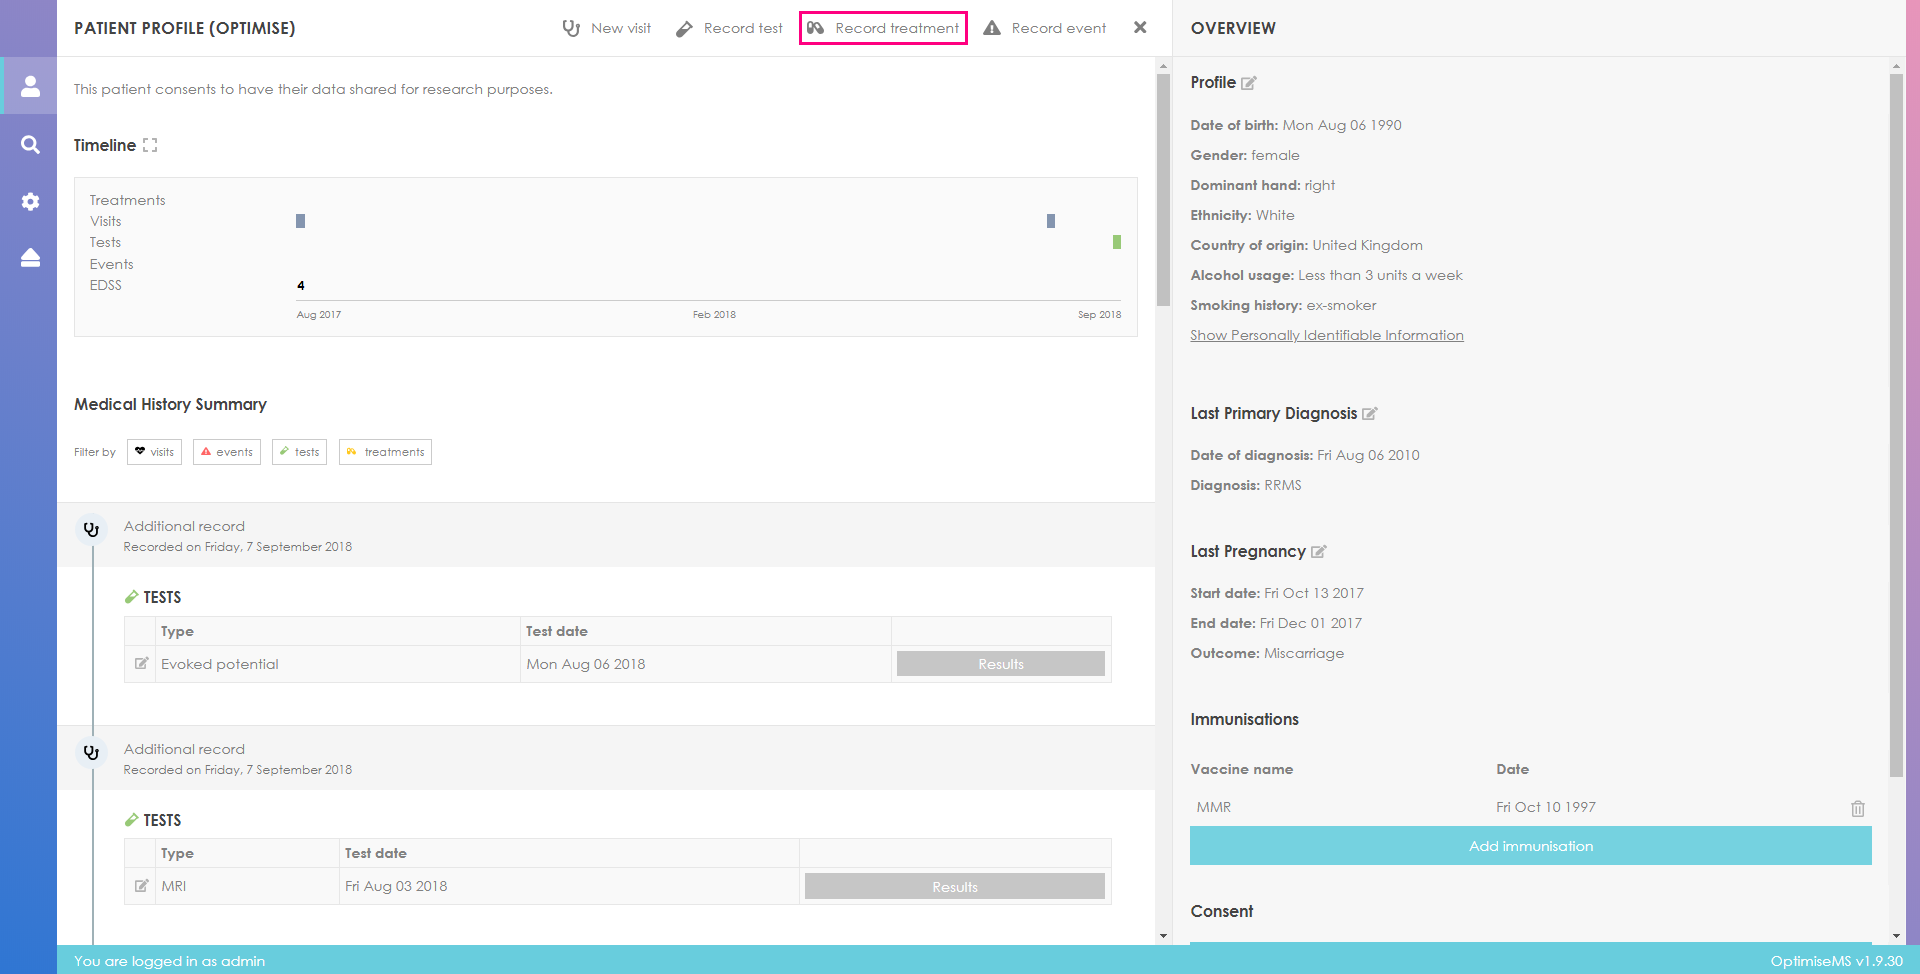 PATIENT PROFILE (OPTIMISE)
New visit
Record test
Record treatment
Record event
This patient consents to have their data shared for research purposes.
Timeline
Treatments
Visits
Tests
Events
EDSS
4
Aug 2017
Feb 2018
Sep 2018
Medical History Summary
Filter by
visits
events
tests
treatments
Additional record
Recorded on Friday, 7 September 2018
TESTS
Type
Test date
Evoked potential
Mon Aug 06 2018
Results
Additional record
Recorded on Friday, 7 September 2018
TESTS
Type
Test date
MRI
Fri Aug 03 2018
Results
You are logged in as admin
OVERVIEW
Profile
Date of birth: Mon Aug 06 1990
Gender: female
Dominant hand: right
Ethnicity: White
Country of origin: United Kingdom
Alcohol usage: Less than 3 units a week
Smoking history: ex-smoker
Show Personally Identifiable Information
Last Primary Diagnosis
Date of diagnosis: Fri Aug 06 2010
Diagnosis: RRMS
Last Pregnancy
Start date: Fri Oct 13 2017
End date: Fri Dec 01 2017
Outcome: Miscarriage
Immunisations
Vaccine name
Date
MMR
Fri Oct 10 1997
Add immunisation
Consent
OptimiseMS v1.9.30